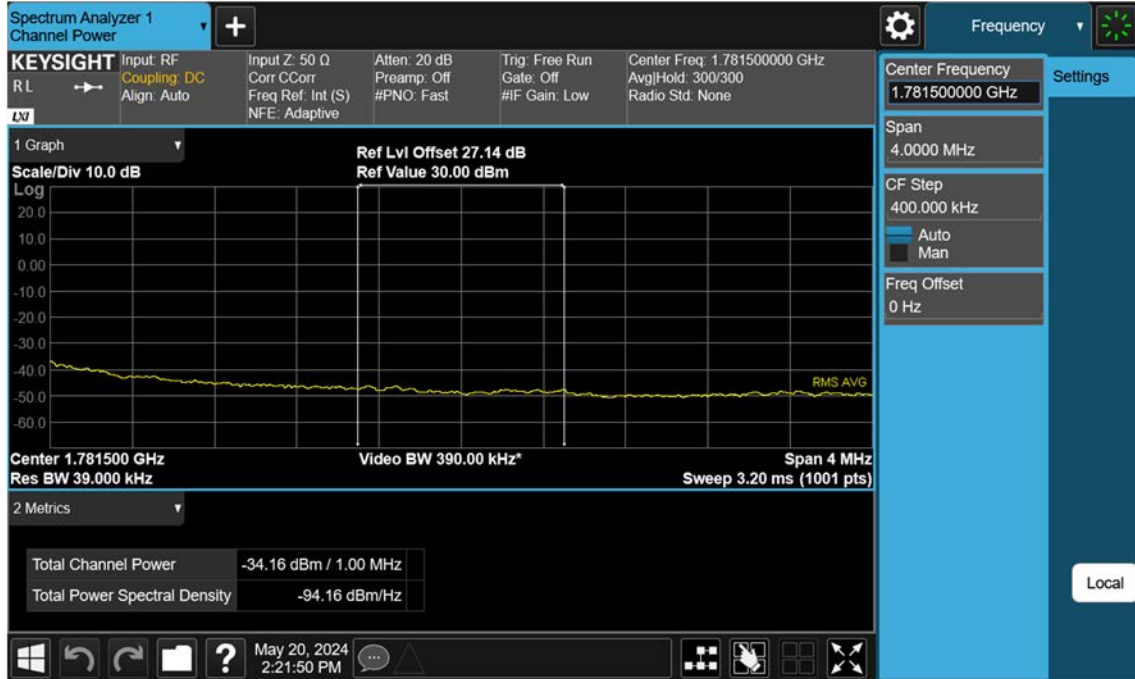 Spectrum Analyzer 1
Channel Power
Frequency
KEYSIGHT
R L
LXI
Input: RF
Coupling: DC
Align: Auto
Input Z: 50 Ω
Corr CCorr
Freq Ref: Int (S)
NFE: Adaptive
Atten: 20 dB
Preamp: Off
#PNO: Fast
Trig: Free Run
Gate: Off
#IF Gain: Low
Center Freq: 1.781500000 GHz
Avg|Hold: 300/300
Radio Std: None
Center Frequency
1.781500000 GHz
Settings
Span
4.0000 MHz
CF Step
400.000 kHz
Auto
Man
Freq Offset
0 Hz
Local
1 Graph
Scale/Div 10.0 dB
Ref Lvl Offset 27.14 dB
Ref Value 30.00 dBm
Log
20.0
10.0
0.00
-10.0
-20.0
-30.0
-40.0
-50.0
-60.0
RMS AVG
Center 1.781500 GHz
Video BW 390.00 kHz*
Span 4 MHz
Res BW 39.000 kHz
Sweep 3.20 ms (1001 pts)
2 Metrics
Total Channel Power -34.16 dBm / 1.00 MHz
Total Power Spectral Density -94.16 dBm/Hz
?
May 20, 2024
2:21:50 PM